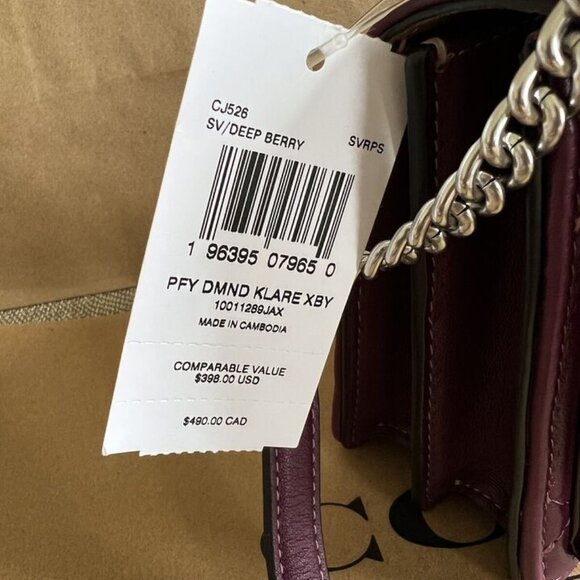 CJ526
SV/DEEP BERRY SVRPS
1 96395 07965 0
PFY DMND KLARE XBY
10011289JAX
MADE IN CAMBODIA
COMPARABLE VALUE
$398.00 USD
$490.00 CAD
CO